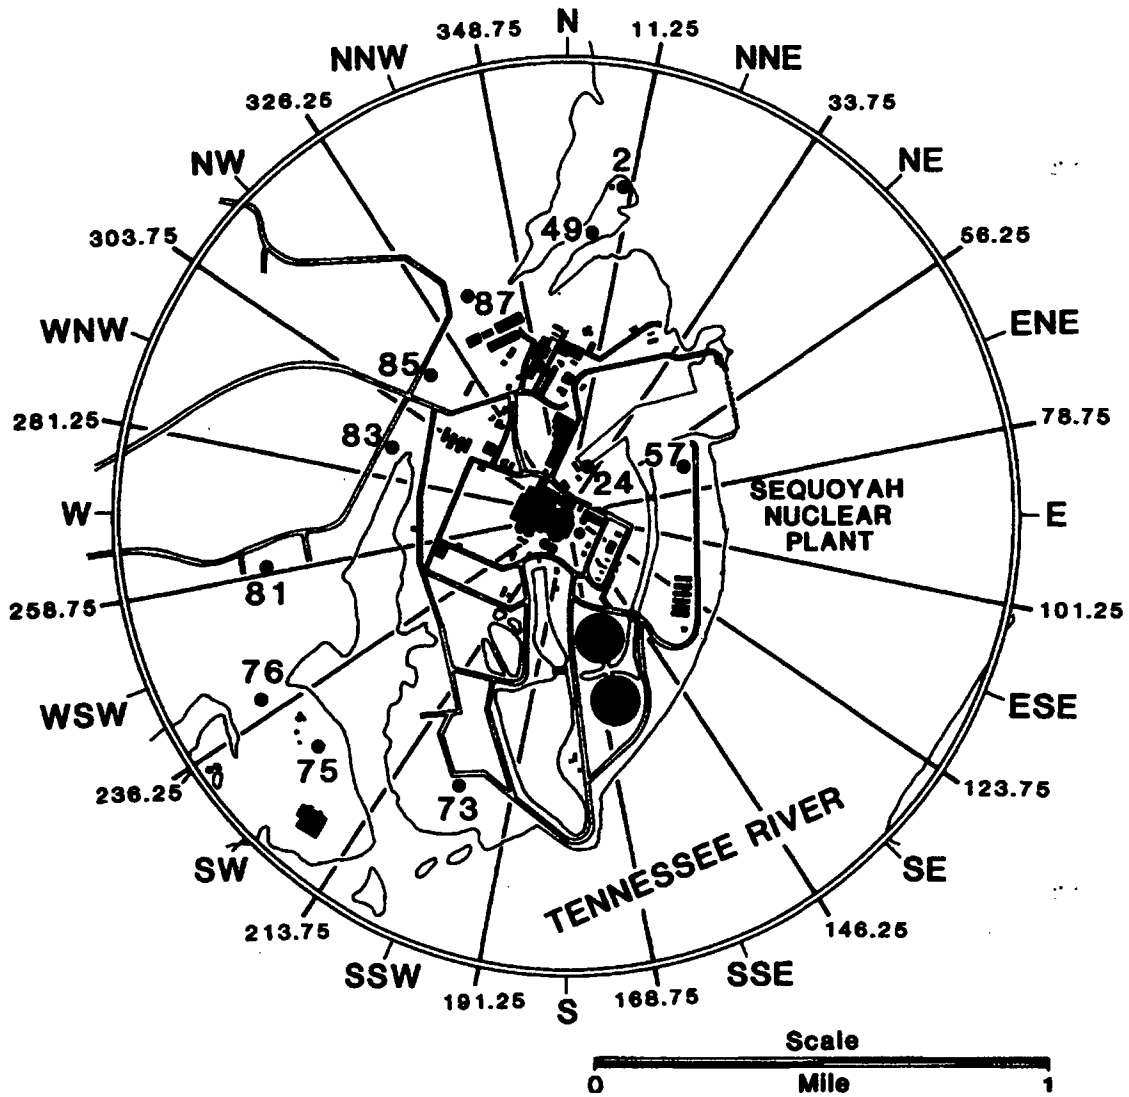 N
348.75
11.25
NNW
NNE
326.25
33.75
NW
2
NE
49
303.75
56.25
87
WNW
ENE
85
281.25
78.75
83
57
24
SEQUOYAH
NUCLEAR
PLANT
W
E
81
258.75
101.25
76
WSW
ESE
75
236.25
73
123.75
TENNESSEE RIVER
SW
SE
213.75
146.25
SSW
SSE
191.25
168.75
S
Scale
0
Mile
1